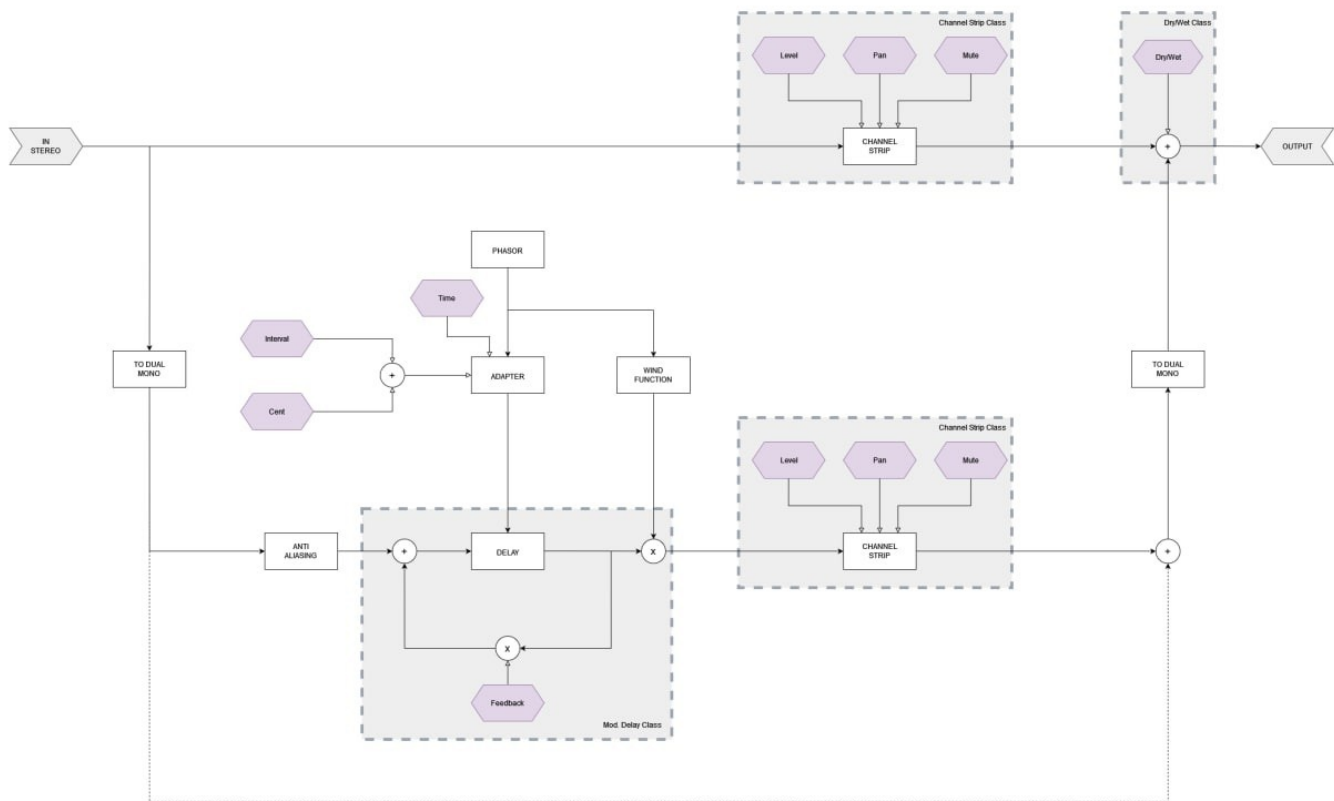 Channel Strip Class
Dry/Wet Class
Level
Pan
Mute
Dry/Wet
IN
STEREO
CHANNEL
STRIP
+
OUTPUT
PHASOR
Time
Interval
TO DUAL
MONO
+
ADAPTER
WIND
FUNCTION
TO DUAL
MONO
Cent
Channel Strip Class
Level
Pan
Mute
ANTI
ALIASING
+
DELAY
X
CHANNEL
STRIP
+
X
Feedback
Mod. Delay Class